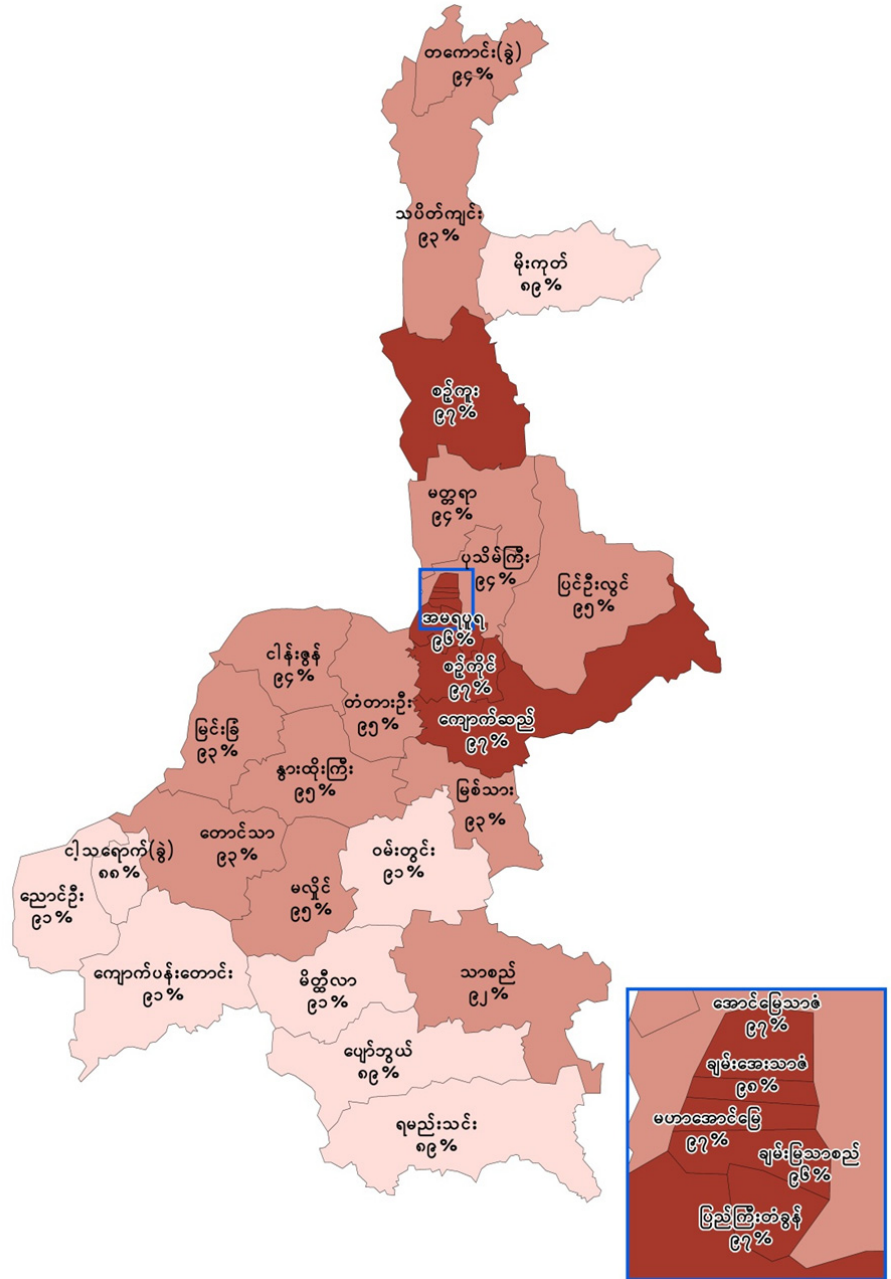 တကောင်း(ခွဲ)
၉၄%
သပိတ်ကျင်း
၉၃%
မိုးကုတ်
၈၉%
စဉ့်ကူး
၉၇%
မတ္တရာ
၉၄%
ပုသိမ်ကြီး
၉၄%
ပြင်ဦးလွင်
၉၅%
အမရပူရ
၉၆%
စဉ့်ကိုင်
၉၇%
ကျောက်ဆည်
၉၇%
ငါန်းဇွန်
၉၄%
တံတားဦး
၉၅%
မြင်းခြံ
၉၃%
နွားထိုးကြီး
၉၅%
မြစ်သား
၉၃%
တောင်သာ
၉၃%
ဝမ်းတွင်း
၉၁%
ငါ့သရောက်(ခွဲ)
၈၈%
မလှိုင်
၉၅%
ညောင်ဦး
၉၁%
ကျောက်ပန်းတောင်း
၉၁%
မိတ္ထီလာ
၉၁%
သာစည်
၉၂%
ပျော်ဘွယ်
၈၉%
ရမည်းသင်း
၈၉%
အောင်မြေသာဇံ
၉၇%
ချမ်းအေးသာဇံ
၉၈%
မဟာအောင်မြေ
၉၇%
ချမ်းမြသာစည်
၉၆%
ပြည်ကြီးတံခွန်
၉၇%